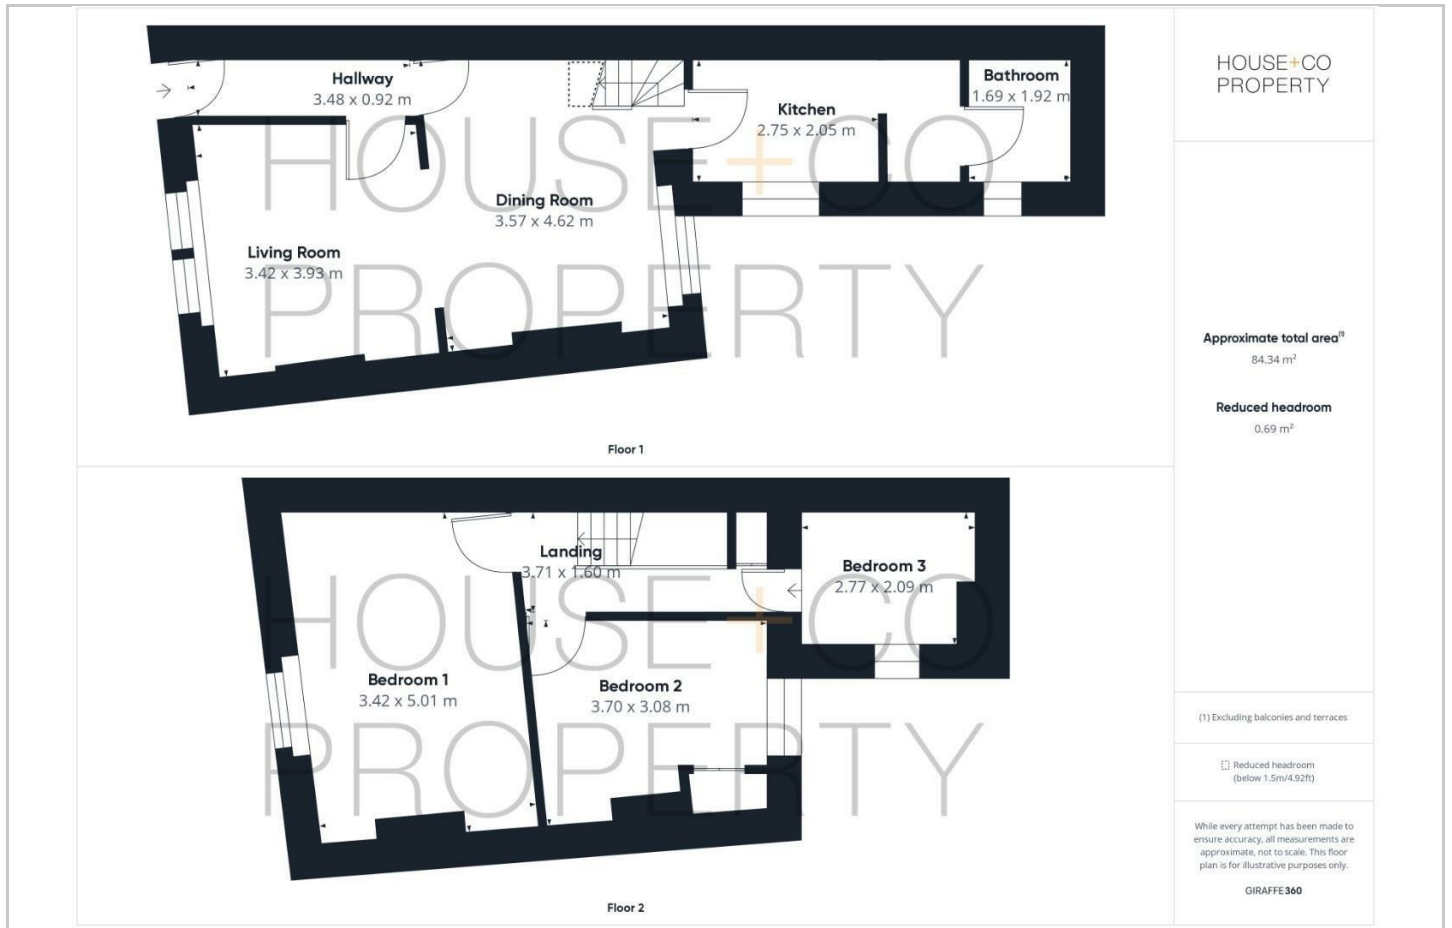 Hallway
3.48 x 0.92 m
Kitchen
2.75 x 2.05 m
Bathroom
1.69 x 1.92 m
Dining Room
3.57 x 4.62 m
Living Room
3.42 x 3.93 m
HOUSE+CO
PROPERTY
Floor 1
Landing
3.71 x 1.60 m
Bedroom 3
2.77 x 2.09 m
Bedroom 1
3.42 x 5.01 m
Bedroom 2
3.70 x 3.08 m
HOUSE+CO
PROPERTY
Floor 2
HOUSE+CO
PROPERTY
Approximate total area(1)
84.34 m²
Reduced headroom
0.69 m²
(1) Excluding balconies and terraces
Reduced headroom
(below 1.5m/4.92ft)
While every attempt has been made to
ensure accuracy, all measurements are
approximate, not to scale. This floor
plan is for illustrative purposes only.
GIRAFFE360